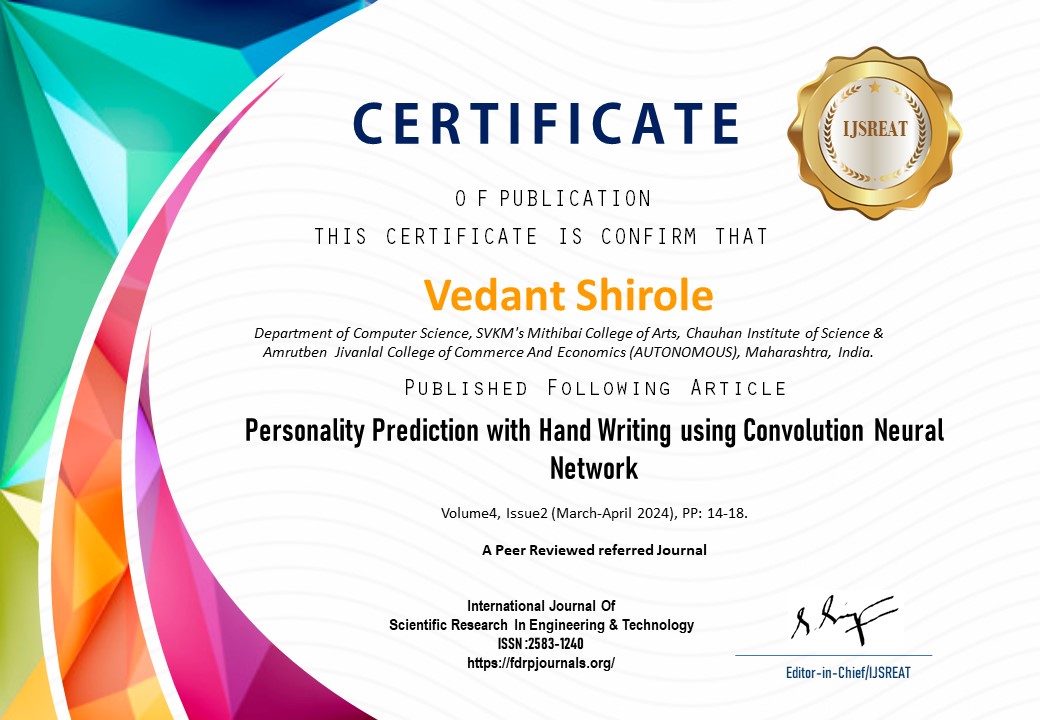 CERTIFICATE
IJSREAT
O F PUBLICATION
THIS CERTIFICATE IS CONFIRM THAT
Vedant Shirole
Department of Computer Science, SVKM's Mithibai College of Arts, Chauhan Institute of Science &
Amrutben Jivanlal College of Commerce And Economics (AUTONOMOUS), Maharashtra, India.
Published Following Article
Personality Prediction with Hand Writing using Convolution Neural
Network
Volume4, Issue2 (March-April 2024), PP: 14-18.
A Peer Reviewed referred Journal
International Journal Of
Scientific Research In Engineering & Technology
ISSN :2583-1240
https://fdrpjournals.org/
Editor-in-Chief/IJSREAT